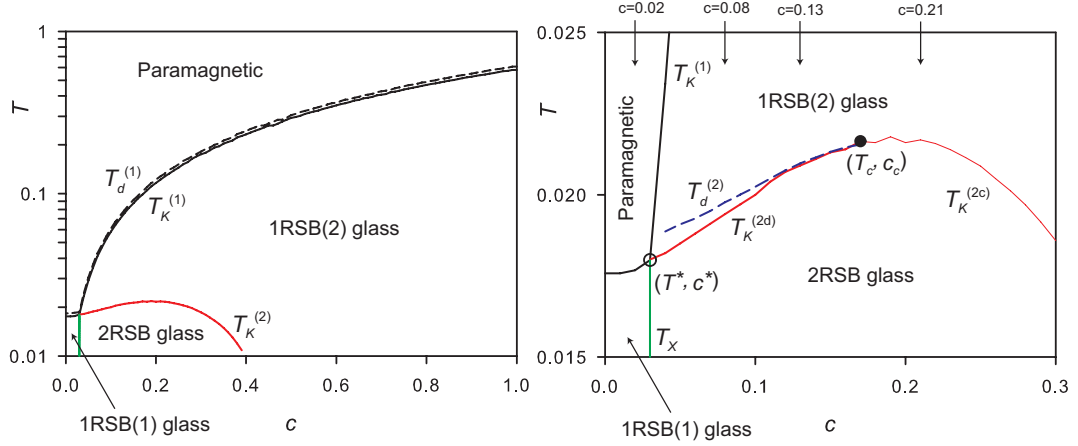 1
Paramagnetic
T
0.1
T_d^(1)
T_K^(1)
1RSB(2) glass
2RSB glass
T_K^(2)
0.01
0.0 0.2 0.4 0.6 0.8 1.0
1RSB(1) glass
c
c=0.02 c=0.08 c=0.13 c=0.21
0.025
T_K^(1)
T
Paramagnetic
1RSB(2) glass
(T_c, c_c)
0.020
T_d^(2)
T_K^(2d)
T_K^(2c)
(T*, c*)
2RSB glass
T_X
0.015
0.0 0.1 0.2 0.3
1RSB(1) glass
c